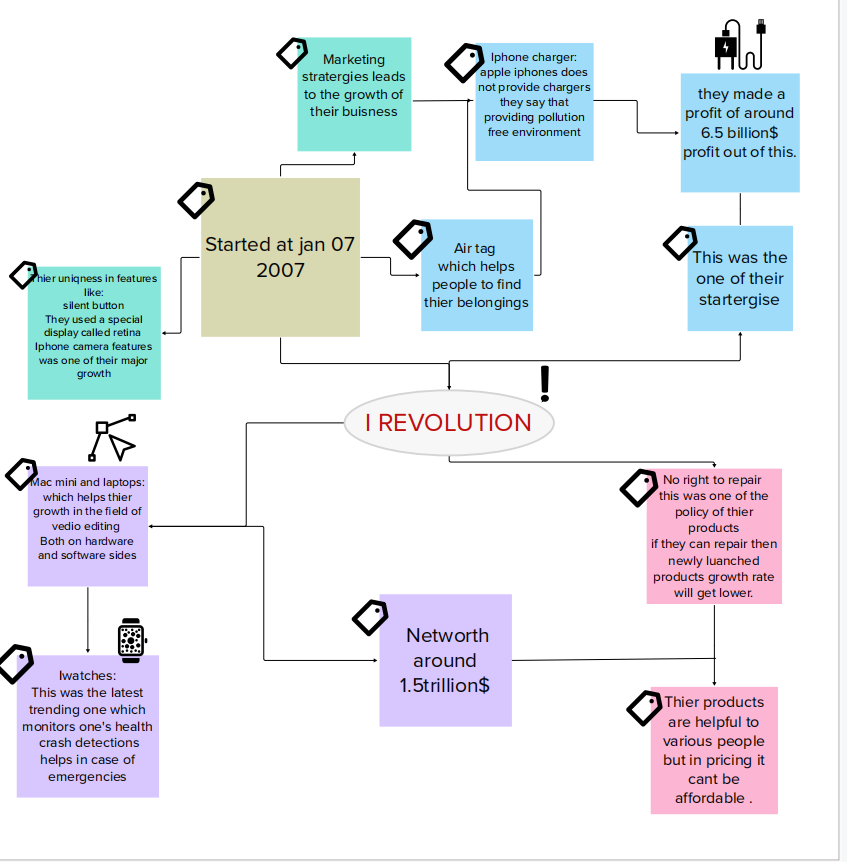 Marketing
stratergies leads
to the growth of
their buisness
Iphone charger:
apple iphones does
not provide chargers
they say that
providing pollution
free environment
they made a
profit of around
6.5 billion$
profit out of this.
Started at jan 07
2007
Air tag
which helps
people to find
thier belongings
This was the
one of their
startergise
Thier uniqness in features
like:
silent button
They used a special
display called retina
Iphone camera features
was one of their major
growth
I REVOLUTION
Mac mini and laptops:
which helps thier
growth in the field of
vedio editing
Both on hardware
and software sides
No right to repair
this was one of the
policy of thier
products
if they can repair then
newly luanched
products growth rate
will get lower.
Networth
around
1.5trillion$
Iwatches:
This was the latest
trending one which
monitors one's health
crash detections
helps in case of
emergencies
Thier products
are helpful to
various people
but in pricing it
cant be
affordable .